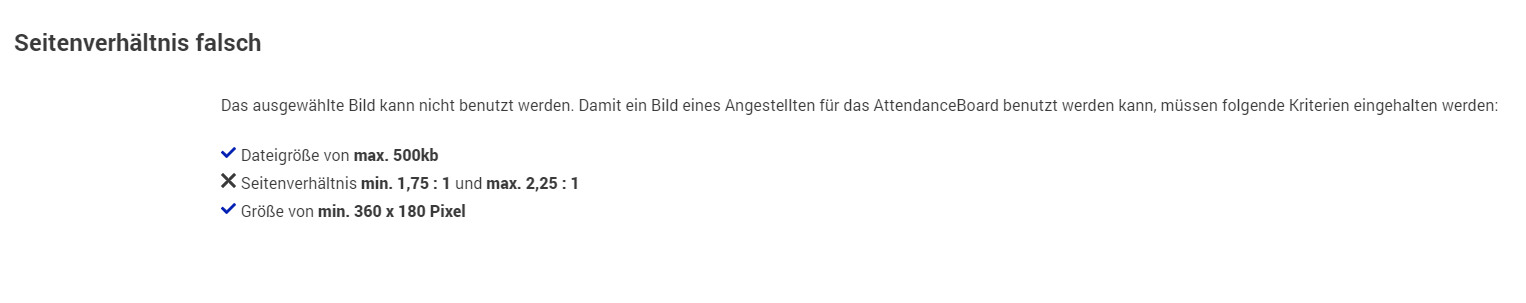 Seitenverhältnis falsch
Das ausgewählte Bild kann nicht benutzt werden. Damit ein Bild eines Angestellten für das AttendanceBoard benutzt werden kann, müssen folgende Kriterien eingehalten werden:
Dateigröße von max. 500kb
Seitenverhältnis min. 1,75 : 1 und max. 2,25 : 1
Größe von min. 360 x 180 Pixel